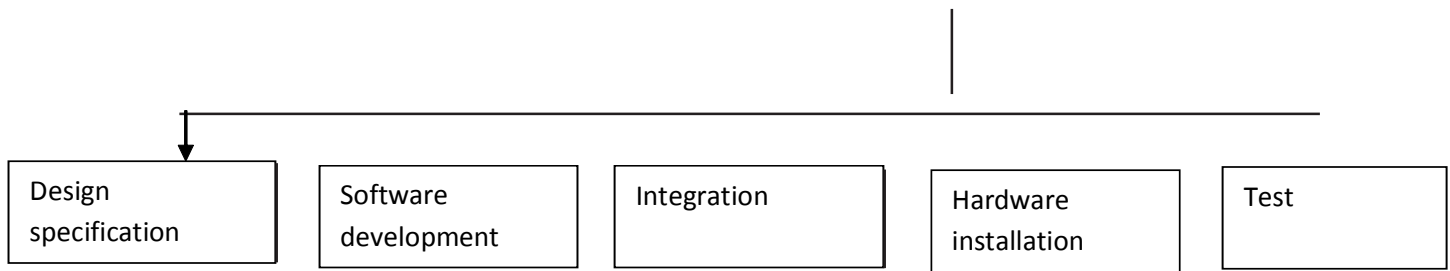 Design
specification
Software
development
Integration
Hardware
installation
Test